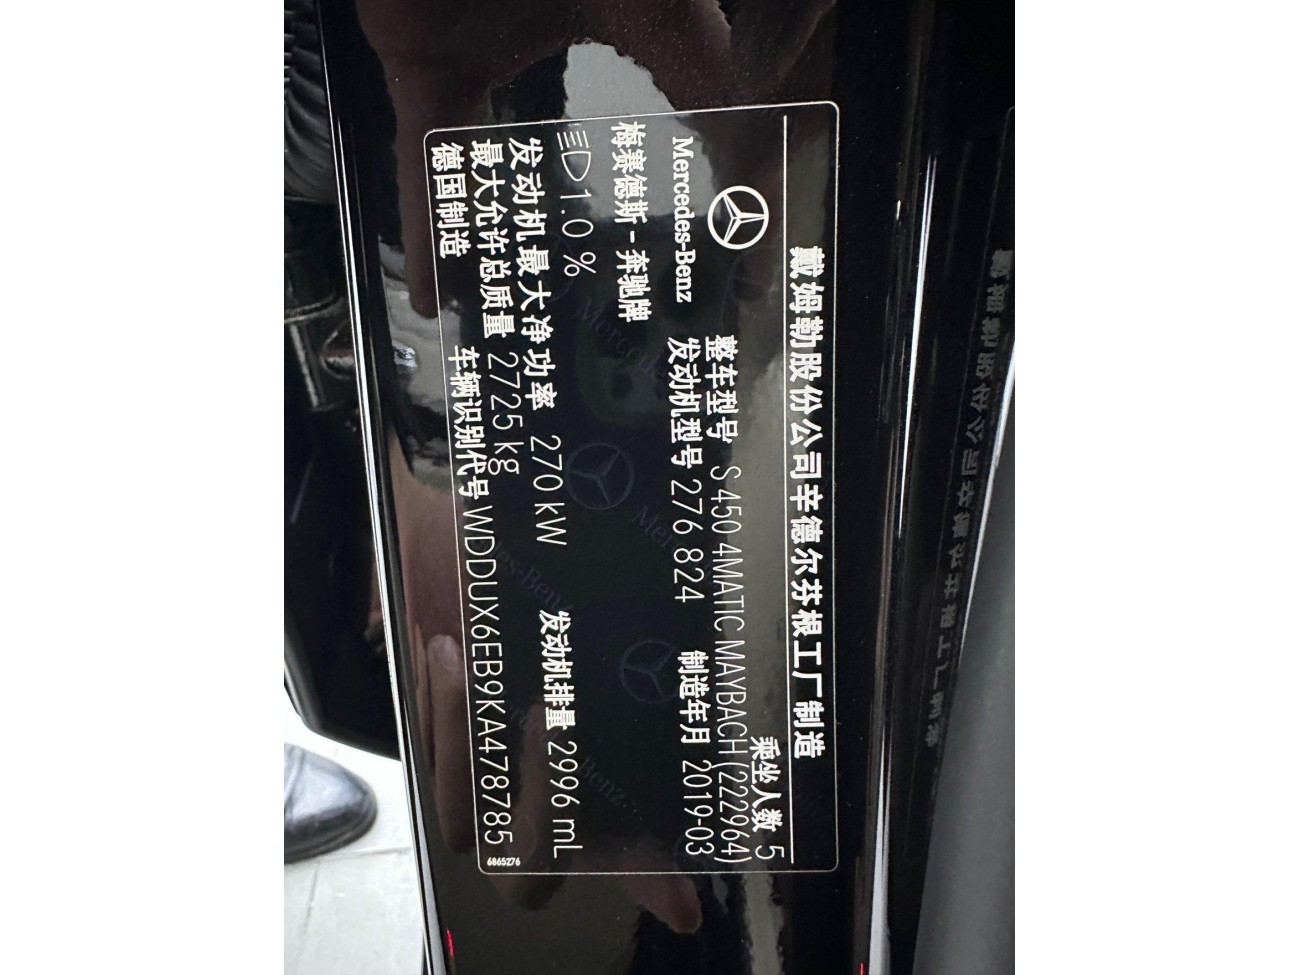 戴姆勒股份公司辛德尔芬根工厂制造
乘坐人数 5
Mercedes-Benz 整车型号 S 450 4MATIC MAYBACH (222964)
梅赛德斯-奔驰牌 发动机型号 276 824 制造年月 2019-03
1.0 %
发动机最大净功率 270 kW 发动机排量 2996 mL
最大允许总质量 2725 kg
德国制造 车辆识别代号 WDDUX6EB9KA478785
6865276